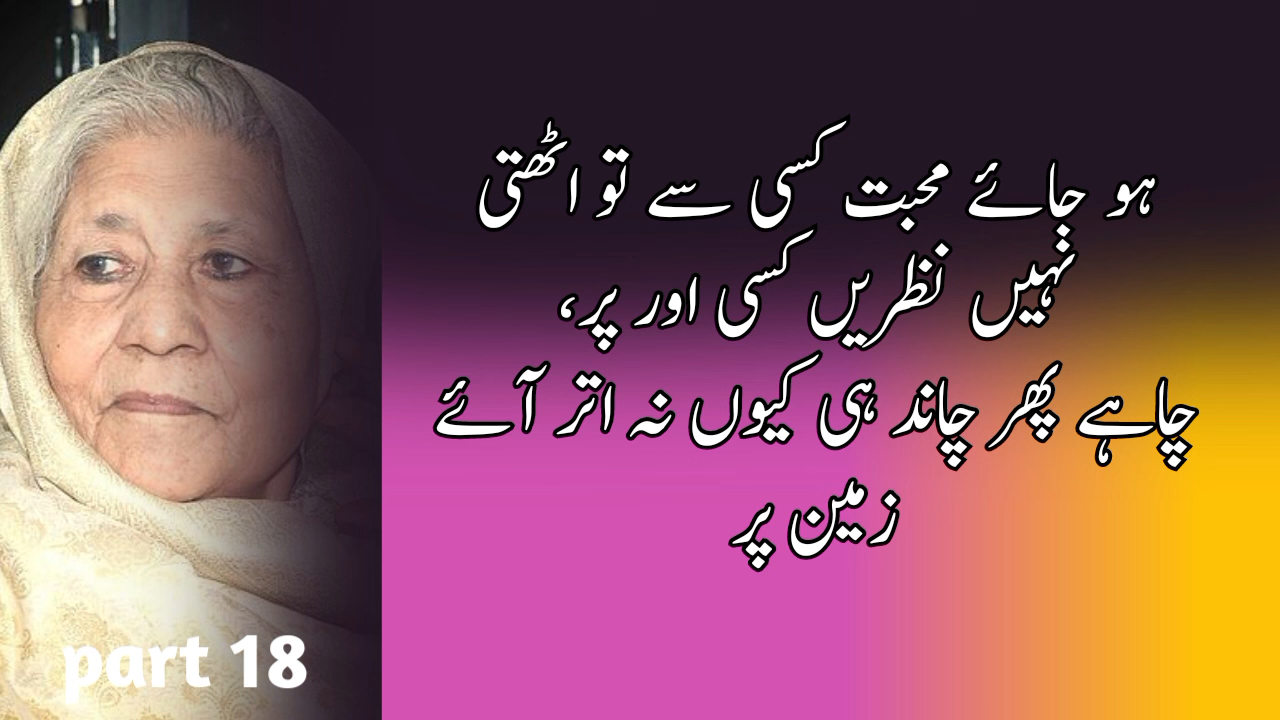 ہو جائے محبت کسی سے تو اٹھتی
نہیں نظریں کسی اور پر،
چاہے پھر چاند ہی کیوں نہ اتر آئے
زمین پر
part 18